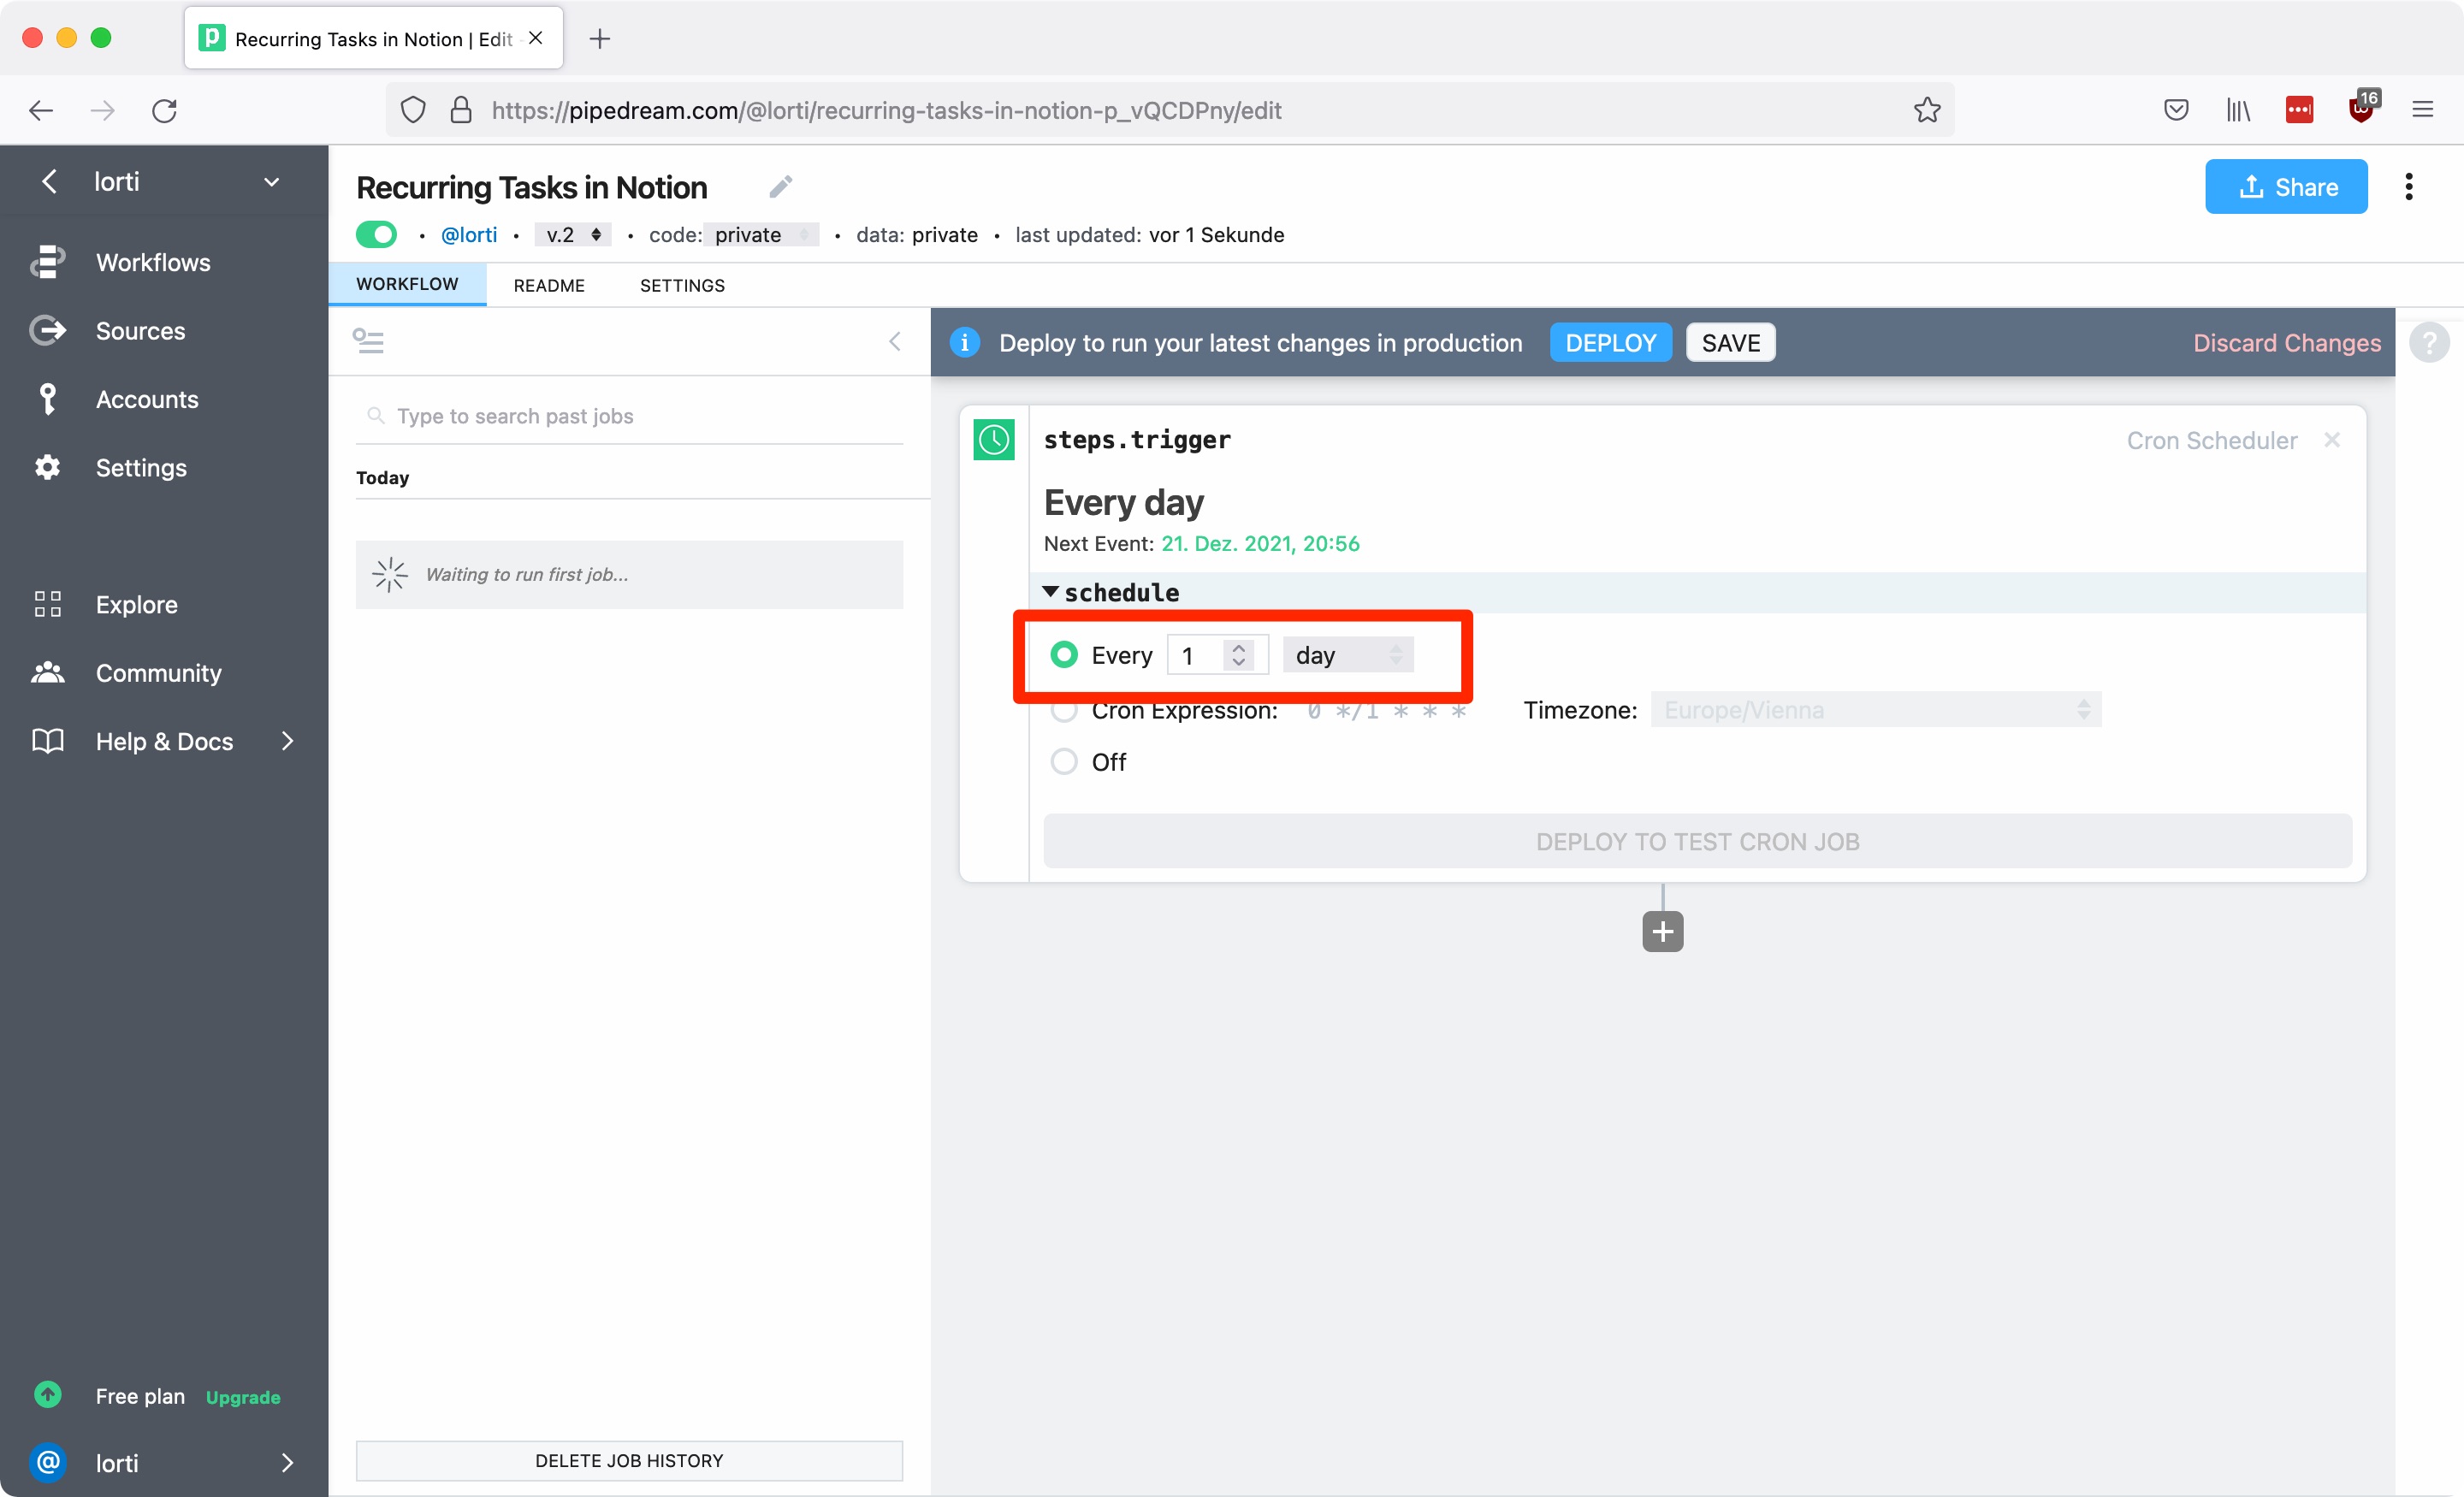 Recurring Tasks in Notion | Edit
https://pipedream.com/@lorti/recurring-tasks-in-notion-p_vQCDPny/edit
16
lorti
Workflows
Sources
Accounts
Settings
Explore
Community
Help & Docs
Free plan Upgrade
@ lorti
Recurring Tasks in Notion
Share
• @lorti • v.2 • code: private • data: private • last updated: vor 1 Sekunde
WORKFLOW README SETTINGS
Type to search past jobs
Today
Waiting to run first job...
DELETE JOB HISTORY
i Deploy to run your latest changes in production DEPLOY SAVE Discard Changes
?
steps.trigger Cron Scheduler
Every day
Next Event: 21. Dez. 2021, 20:56
schedule
Every 1 day
Cron Expression: 0 */1 * * * Timezone: Europe/Vienna
Off
DEPLOY TO TEST CRON JOB